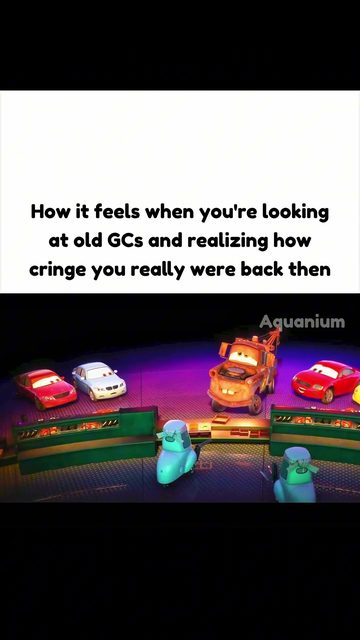 How it feels when you're looking
at old GCs and realizing how
cringe you really were back then
Aquanium